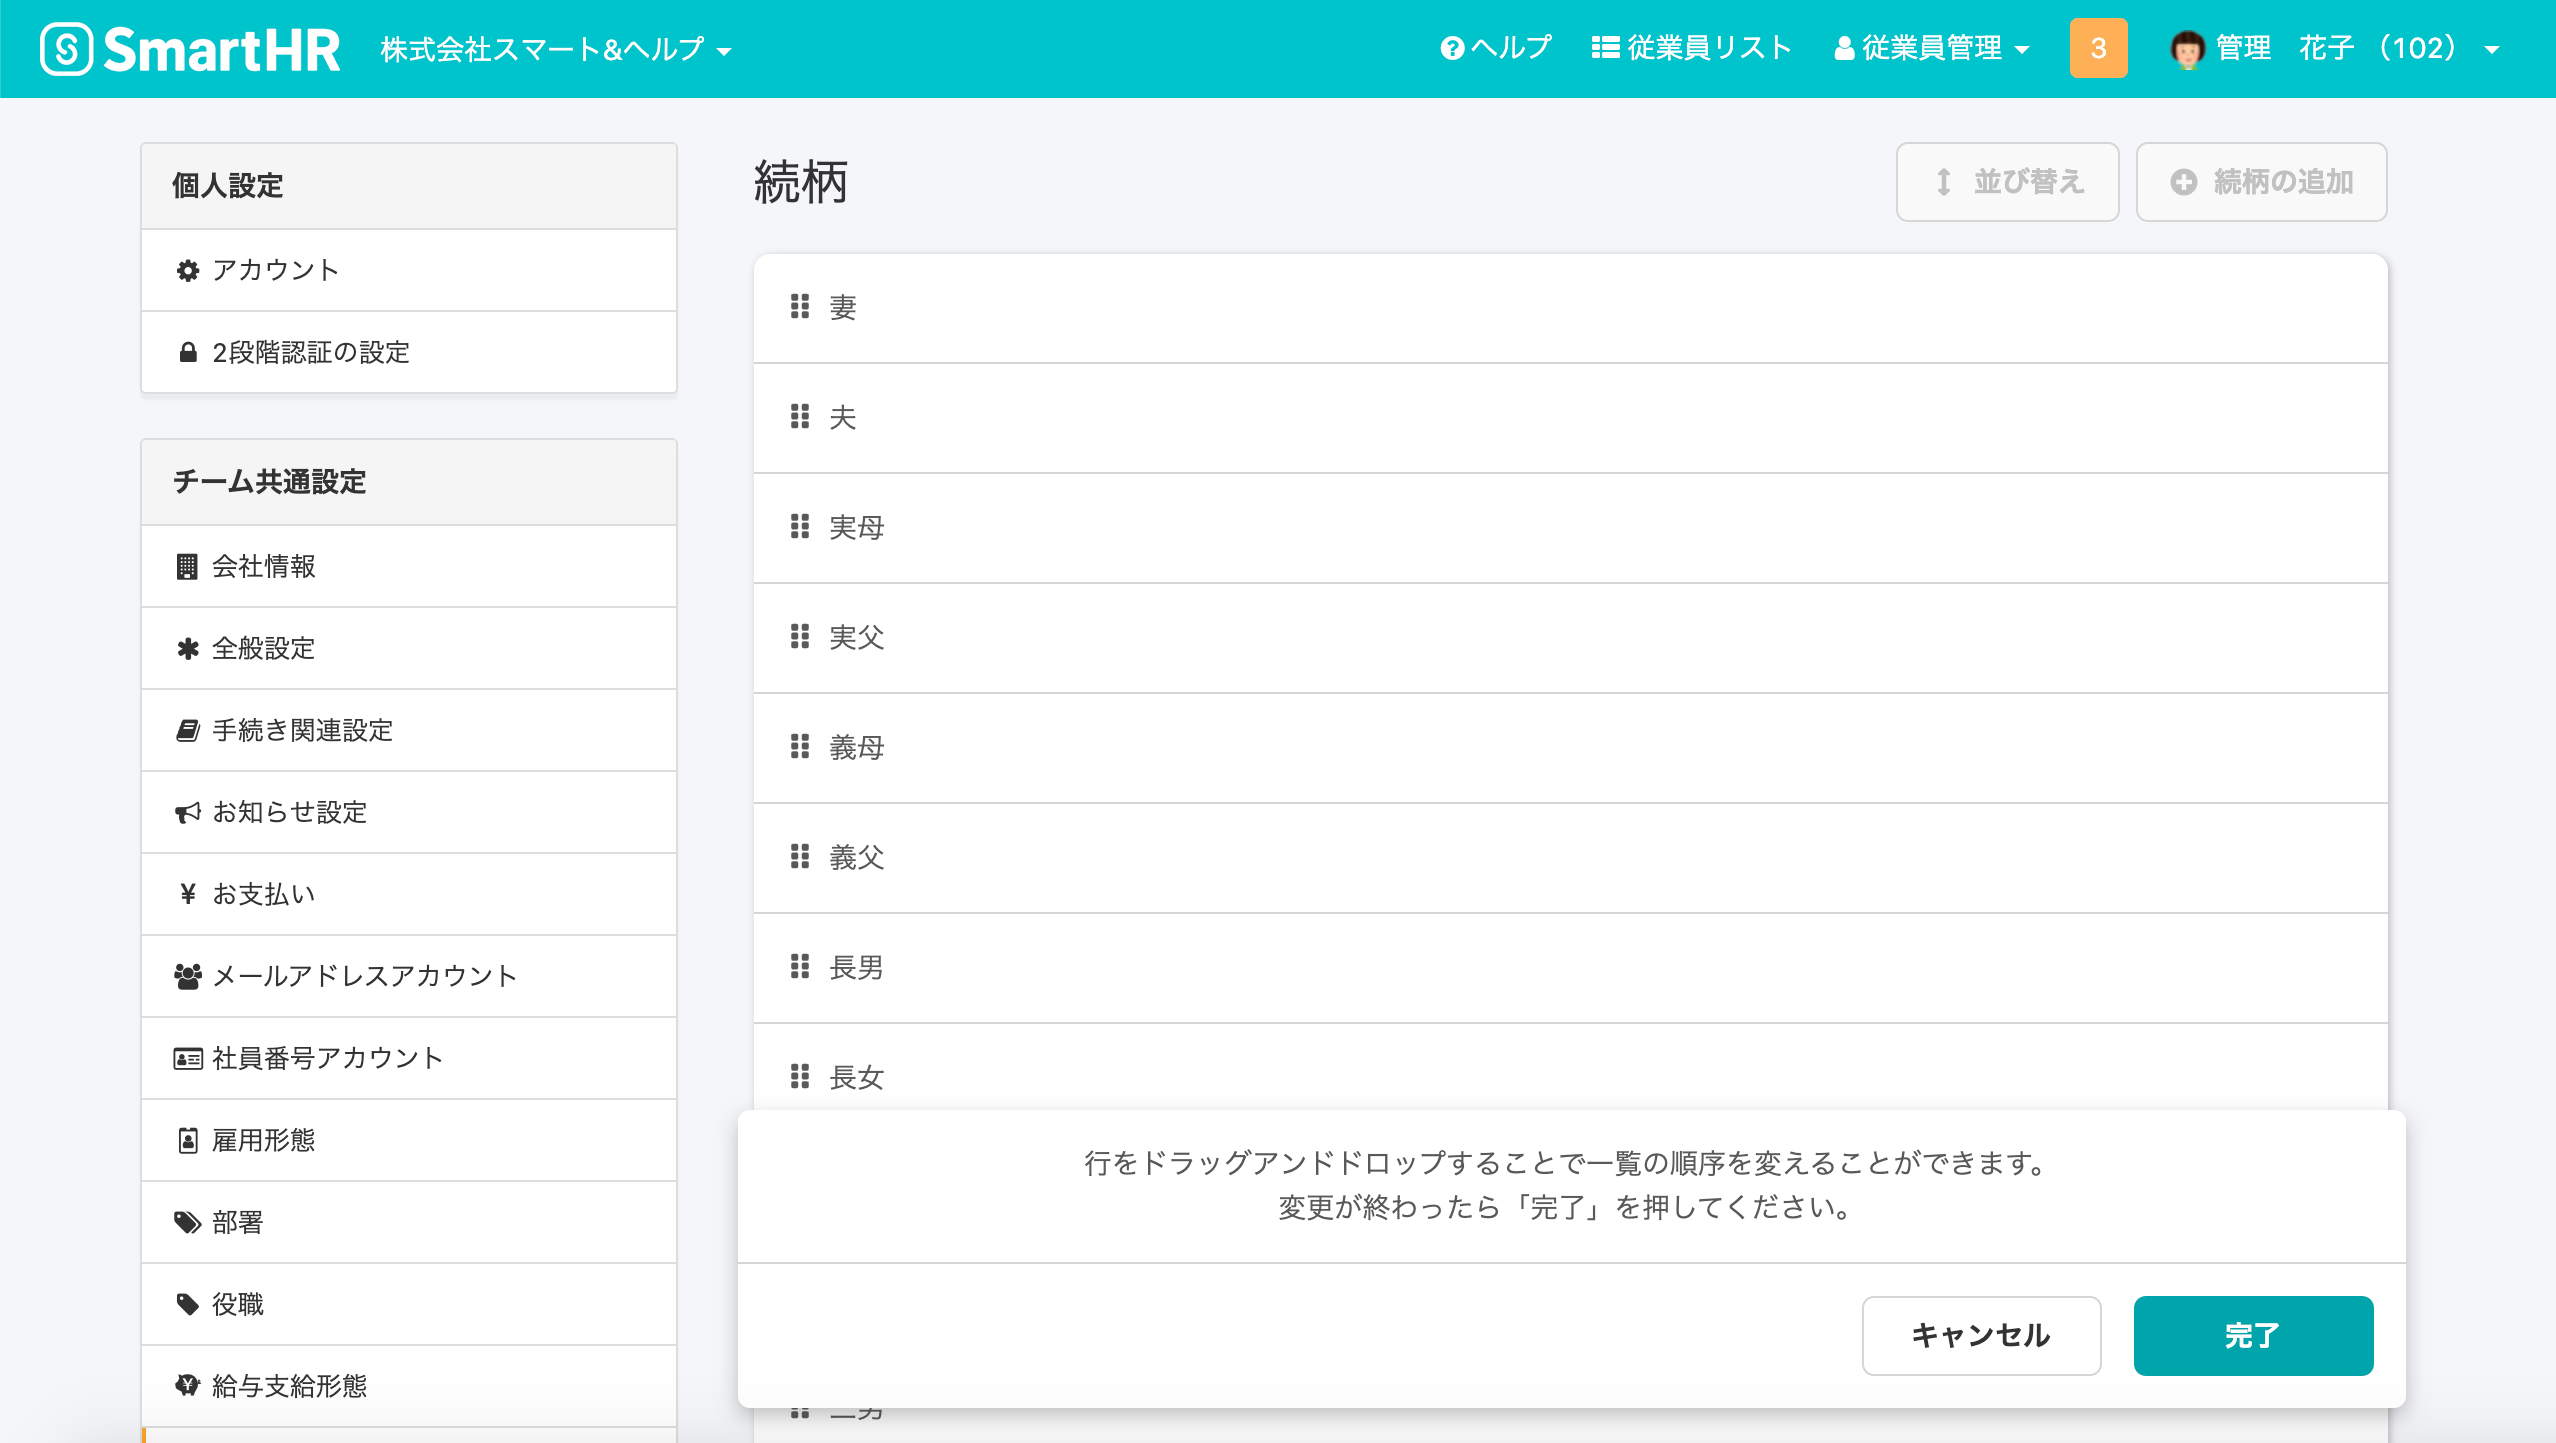 SmartHR 株式会社スマート&ヘルプ ヘルプ 従業員リスト 従業員管理 3 管理 花子 (102)
個人設定
アカウント
2段階認証の設定
チーム共通設定
会社情報
全般設定
手続き関連設定
お知らせ設定
¥ お支払い
メールアドレスアカウント
社員番号アカウント
雇用形態
部署
役職
給与支給形態
続柄
並び替え
続柄の追加
妻
夫
実母
実父
義母
義父
長男
長女
行をドラッグアンドドロップすることで一覧の順序を変えることができます。
変更が終わったら「完了」を押してください。
キャンセル
完了